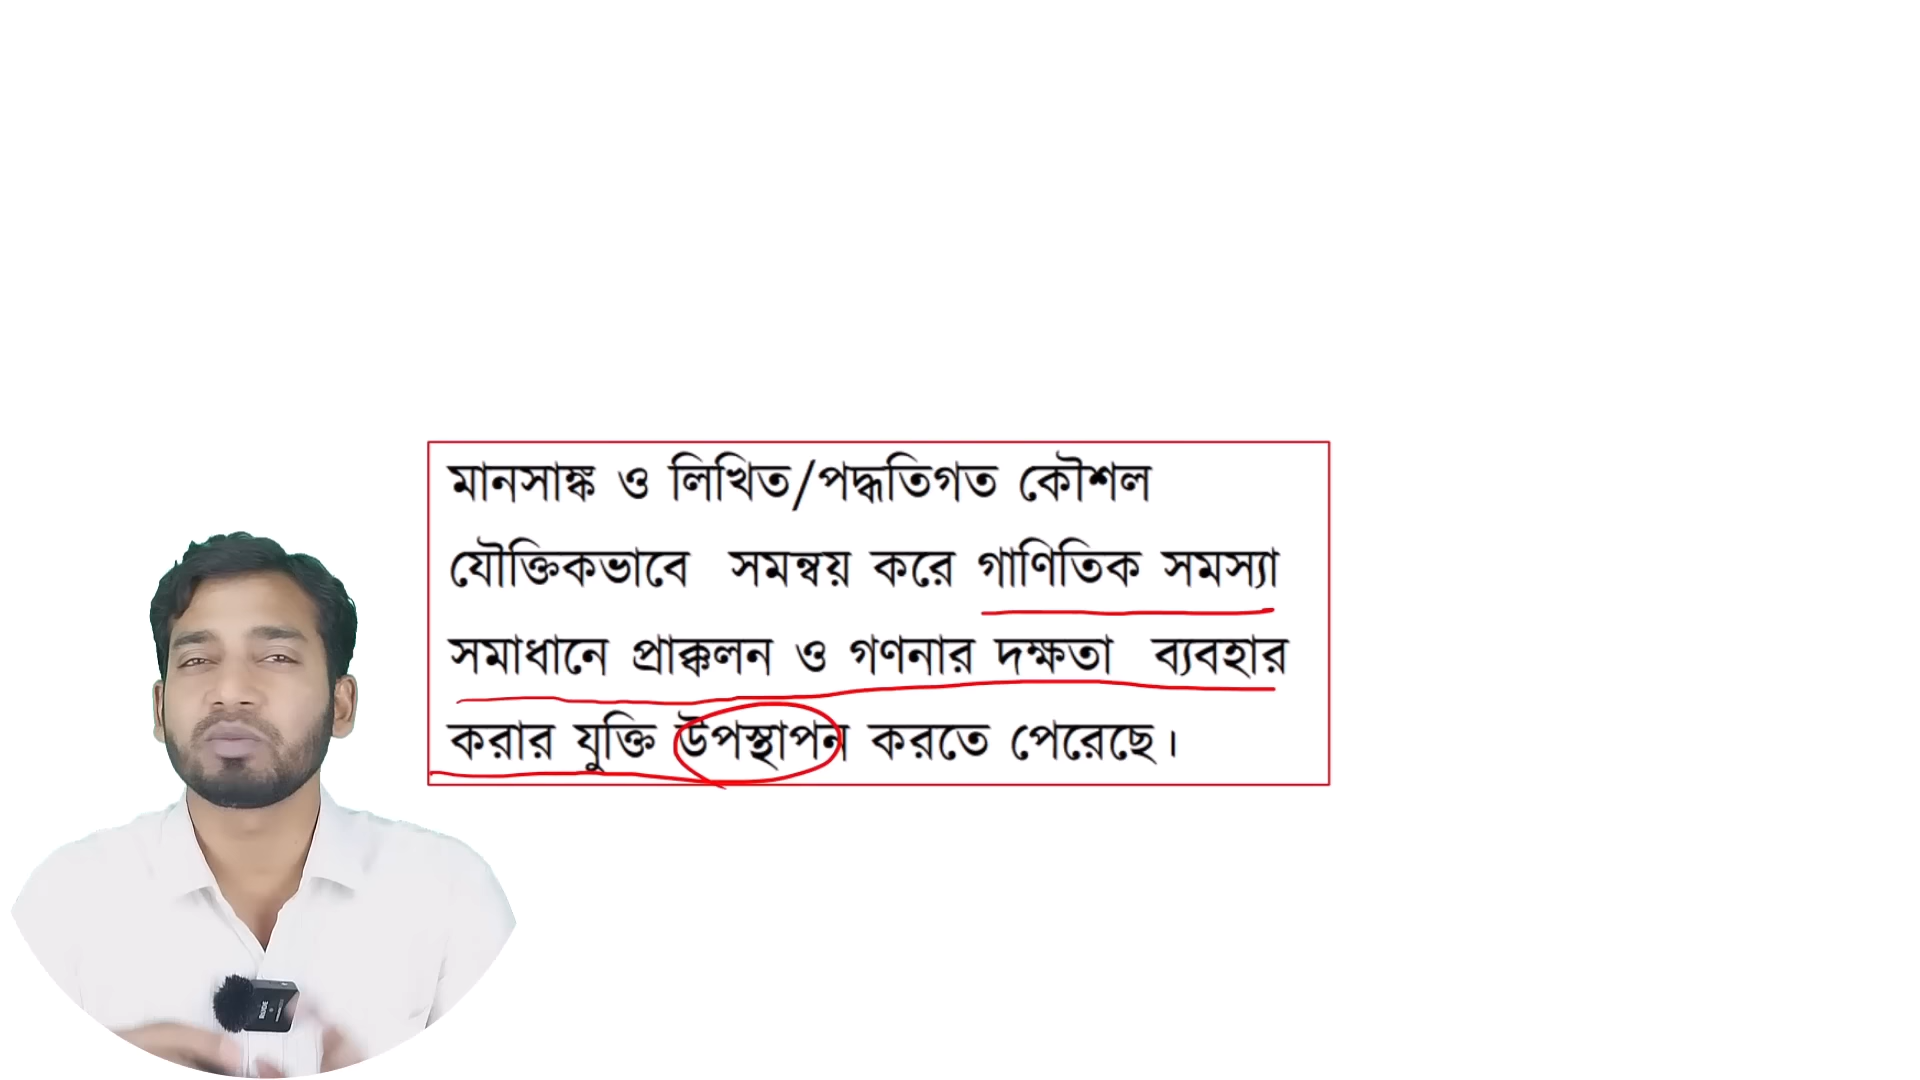 মানসাঙ্ক ও লিখিত/পদ্ধতিগত কৌশল
যৌক্তিকভাবে সমন্বয় করে গাণিতিক সমস্যা
সমাধানে প্রাক্কলন ও গণনার দক্ষতা ব্যবহার
করার যুক্তি উপস্থাপন করতে পেরেছে।